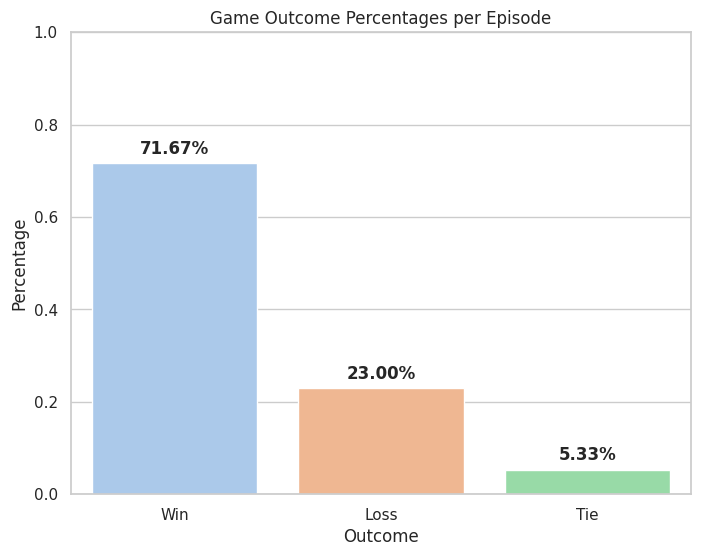 Game Outcome Percentages per Episode
1.0
0.8
0.6
0.4
0.2
0.0
Percentage
71.67%
23.00%
5.33%
Win Loss Tie
Outcome